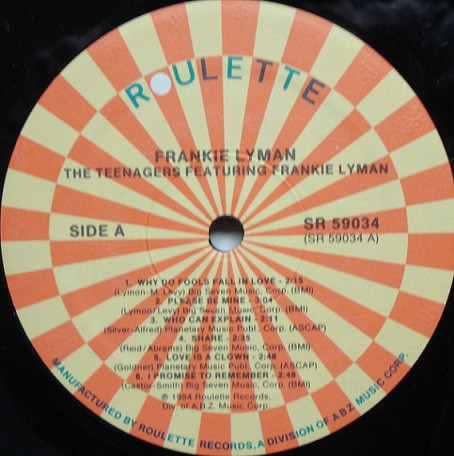 ROULETTE
FRANKIE LYMAN
THE TEENAGERS FEATURING FRANKIE LYMAN
SIDE A
SR 59034
(SR 59034 A)
1. WHY DO FOOLS FALL IN LOVE - 2:15
(Lymon-M. Levy) Big Seven Music, Corp. (BMI)
2. PLEASE BE MINE - 3:04
(Lymon/Levy) Big Seven Music, Corp. (BMI)
3. WHO CAN EXPLAIN - 2:11
(Silver-Alfred) Planetary Music Publ. Corp. (ASCAP)
4. SHARE - 2:35
(Reid/Abrams) Big Seven Music, Corp. (BMI)
5. LOVE IS A CLOWN - 2:48
(Goldner) Planetary Music Publ., Corp. (ASCAP)
6. I PROMISE TO REMEMBER - 2:48
(Castor-Smith) Big Seven Music, Corp. (BMI)
℗ 1984 Roulette Records,
Div. of A.B.Z. Music Corp.
MANUFACTURED BY ROULETTE RECORDS, A DIVISION OF ABZ MUSIC CORP.